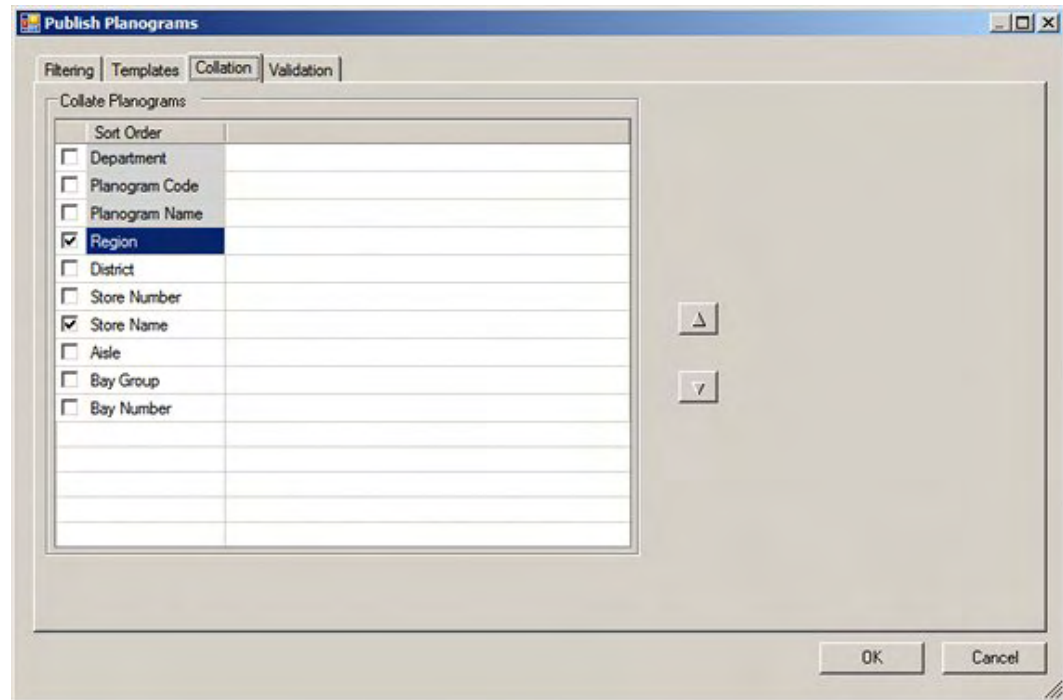 Publish Planograms
Filtering Templates Collation Validation
Collate Planograms
Sort Order
Department
Planogram Code
Planogram Name
Region
District
Store Number
Store Name
Aisle
Bay Group
Bay Number
OK Cancel